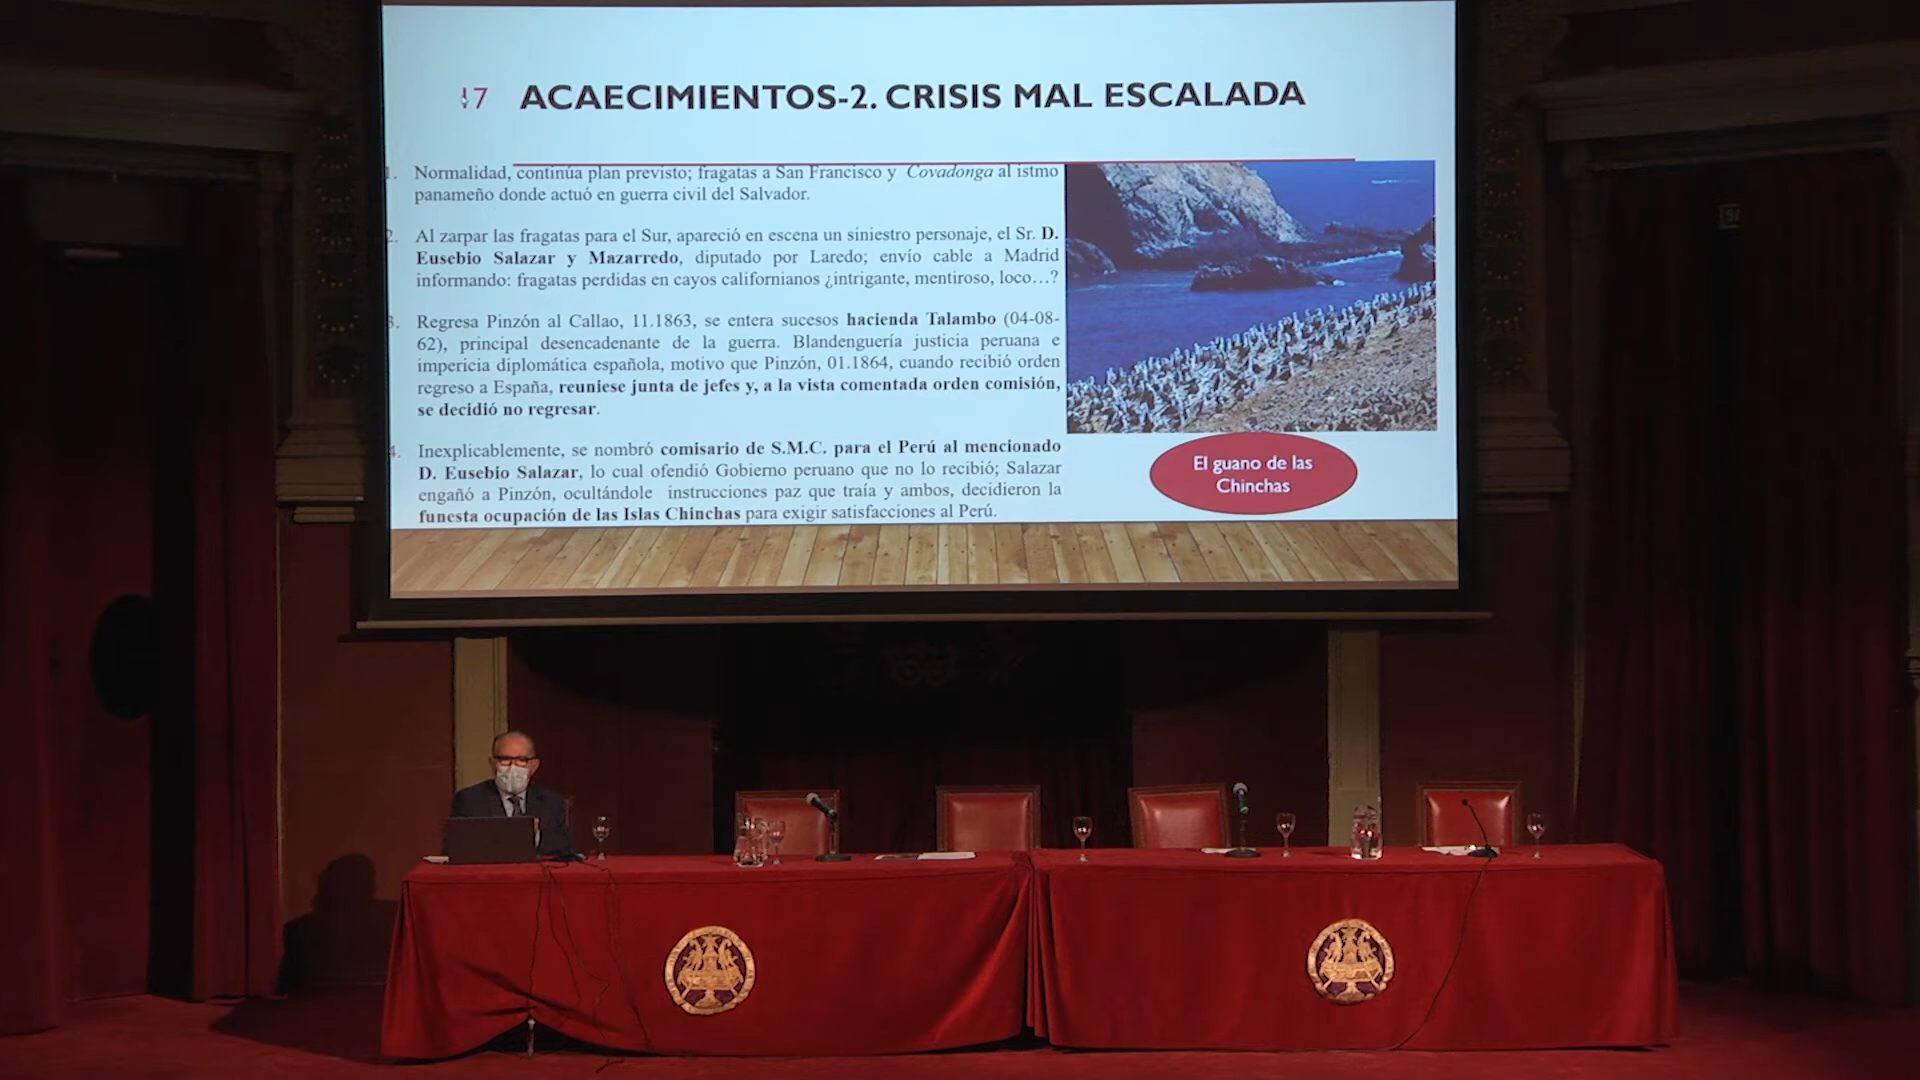 17 ACAECIMIENTOS-2. CRISIS MAL ESCALADA
1. Normalidad, continúa plan previsto; fragatas a San Francisco y Covadonga al istmo
panameño donde actuó en guerra civil del Salvador.
2. Al zarpar las fragatas para el Sur, apareció en escena un siniestro personaje, el Sr. D.
Eusebio Salazar y Mazarredo, diputado por Laredo; envío cable a Madrid
informando: fragatas perdidas en cayos californianos ¿intrigante, mentiroso, loco…?
3. Regresa Pinzón al Callao, 11.1863, se entera sucesos hacienda Talambo (04-08-
62), principal desencadenante de la guerra. Blandenguería justicia peruana e
impericia diplomática española, motivo que Pinzón, 01.1864, cuando recibió orden
regreso a España, reuniese junta de jefes y, a la vista comentada orden comisión,
se decidió no regresar.
4. Inexplicablemente, se nombró comisario de S.M.C. para el Perú al mencionado
D. Eusebio Salazar, lo cual ofendió Gobierno peruano que no lo recibió; Salazar
engañó a Pinzón, ocultándole instrucciones paz que traía y ambos, decidieron la
funesta ocupación de las Islas Chinchas para exigir satisfacciones al Perú.
El guano de las
Chinchas